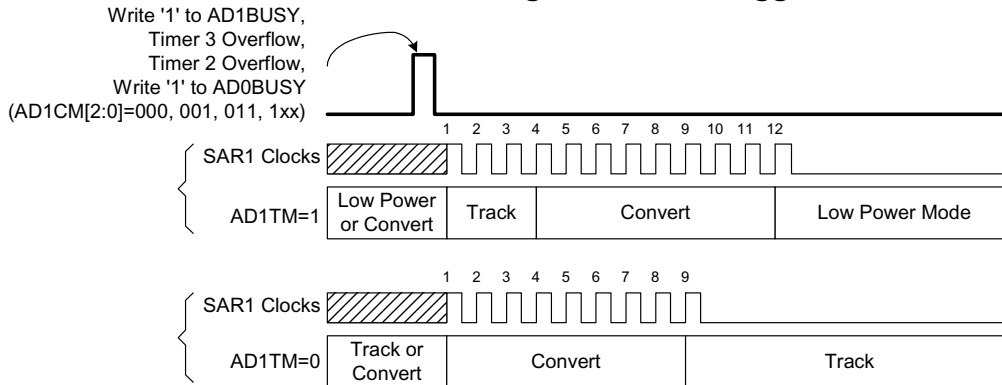 Write '1' to AD1BUSY,
Timer 3 Overflow,
Timer 2 Overflow,
Write '1' to AD0BUSY
(AD1CM[2:0]=000, 001, 011, 1xx)
1 2 3 4 5 6 7 8 9 10 11 12
SAR1 Clocks
AD1TM=1
Low Power
or Convert
Track
Convert
Low Power Mode
1 2 3 4 5 6 7 8 9
SAR1 Clocks
AD1TM=0
Track or
Convert
Convert
Track